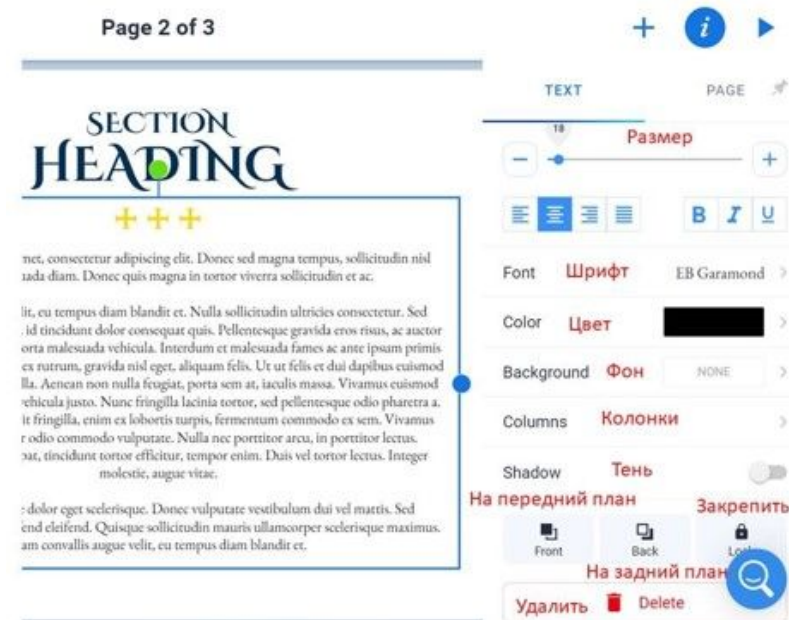 Page 2 of 3
i
SECTION
HEADING
met, consectetur adipiscing elit. Donec sed magna tempus, sollicitudin nisl
uada diam. Donec quis magna in tortor viverra sollicitudin et ac.
lit, eu tempus diam blandit et. Nulla sollicitudin ultricies consectetur. Sed
id tincidunt dolor consequat quis. Pellentesque gravida eros risus, ac auctor
orta malesuada vehicula. Interdum et malesuada fames ac ante ipsum primis
ex rutrum, gravida nisl eget, aliquam felis. Ut ut felis et dui dapibus euismod
lla. Aenean non nulla feugiat, porta sem at, iaculis massa. Vivamus euismod
vehicula justo. Nunc fringilla lacinia tortor, sed pellentesque odio pharetra a.
it fringilla, enim ex lobortis turpis, fermentum commodo ex sem. Vivamus
r odio commodo vulputate. Nulla nec porttitor arcu, in porttitor lectus.
pat, tincidunt tortor efficitur, tempor enim. Duis vel tortor lectus. Integer
molestie, augue vitae.
dolor eget scelerisque. Donec vulputate vestibulum dui vel mattis. Sed
end eleifend. Quisque sollicitudin mauris ullamcorper scelerisque maximus.
am convallis augue velit, eu tempus diam blandit et.
TEXT PAGE
18 Размер
B I U
Font Шрифт EB Garamond
Color Цвет
Background Фон NONE
Columns Колонки
Shadow Тень
На передний план Закрепить
Front Back
На задний план
Удалить Delete